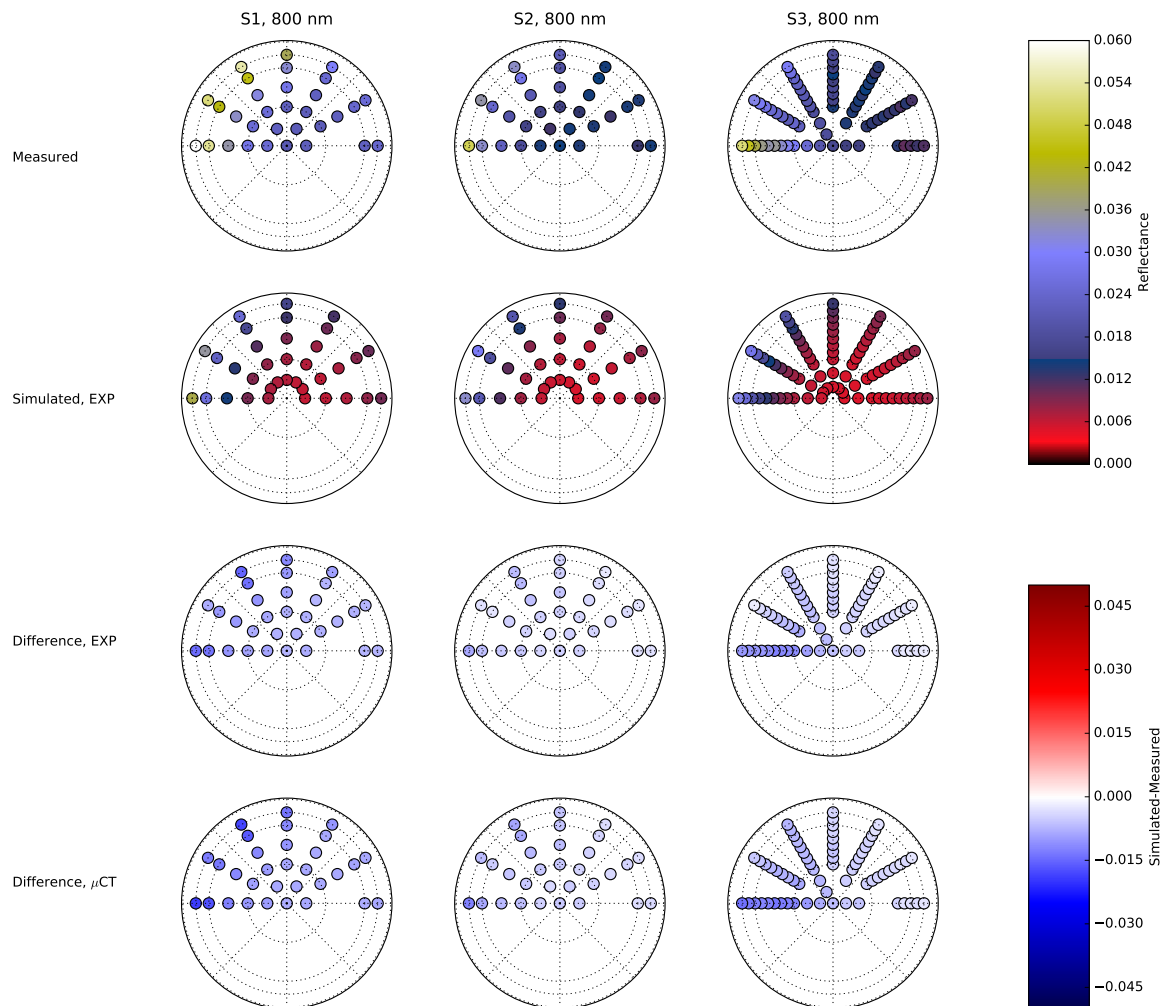 S1, 800 nm
S2, 800 nm
S3, 800 nm
Measured
Simulated, EXP
Difference, EXP
Difference, μCT
0.060
0.054
0.048
0.042
0.036
0.030
0.024
0.018
0.012
0.006
0.000
Reflectance
0.045
0.030
0.015
0.000
−0.015
−0.030
−0.045
Simulated-Measured